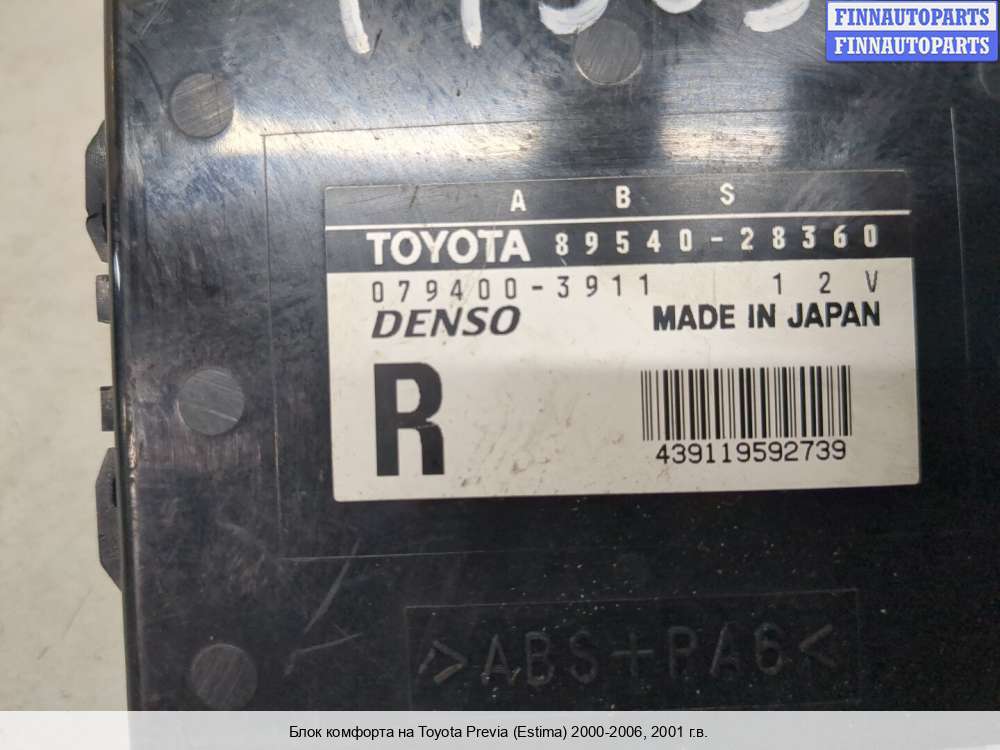 FINNAUTOPARTS
FINNAUTOPARTS
A B S
TOYOTA 89540-28360
079400-3911 12V
DENSO MADE IN JAPAN
R
439119592739
>ABS+PA6<
Блок комфорта на Toyota Previa (Estima) 2000-2006, 2001 г.в.